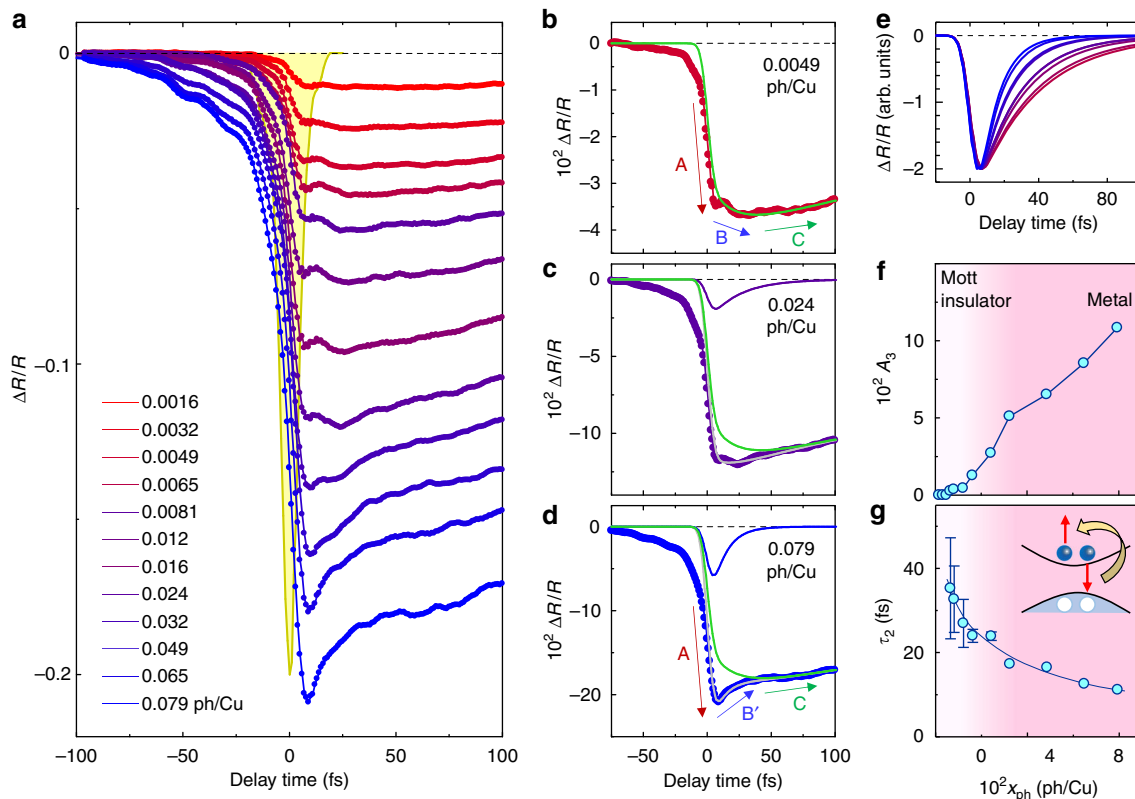 a
0
−0.1
−0.2
ΔR/R
0.0016
0.0032
0.0049
0.0065
0.0081
0.012
0.016
0.024
0.032
0.049
0.065
0.079 ph/Cu
−100
−50
0
50
100
Delay time (fs)
b
0
−1
−2
−3
−4
10² ΔR/R
0.0049
ph/Cu
A
B
C
c
0
−5
−10
10² ΔR/R
0.024
ph/Cu
d
0
−10
−20
10² ΔR/R
0.079
ph/Cu
A
B′
C
−50
0
50
100
Delay time (fs)
e
0
−1
−2
ΔR/R (arb. units)
0
40
80
Delay time (fs)
f
Mott
insulator
Metal
10
5
0
10² A₃
g
60
40
20
0
τ₂ (fs)
0
4
8
10² xₚₕ (ph/Cu)